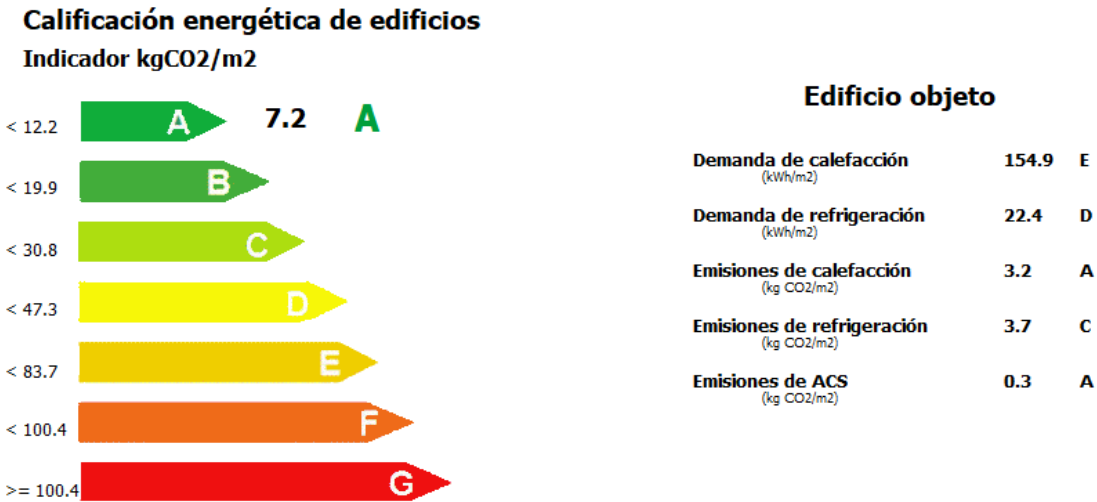 Calificación energética de edificios
Indicador kgCO2/m2
< 12.2 A 7.2 A
< 19.9 B
< 30.8 C
< 47.3 D
< 83.7 E
< 100.4 F
>= 100.4 G
Edificio objeto
Demanda de calefacción 154.9 E
(kWh/m2)
Demanda de refrigeración 22.4 D
(kWh/m2)
Emisiones de calefacción 3.2 A
(kg CO2/m2)
Emisiones de refrigeración 3.7 C
(kg CO2/m2)
Emisiones de ACS 0.3 A
(kg CO2/m2)